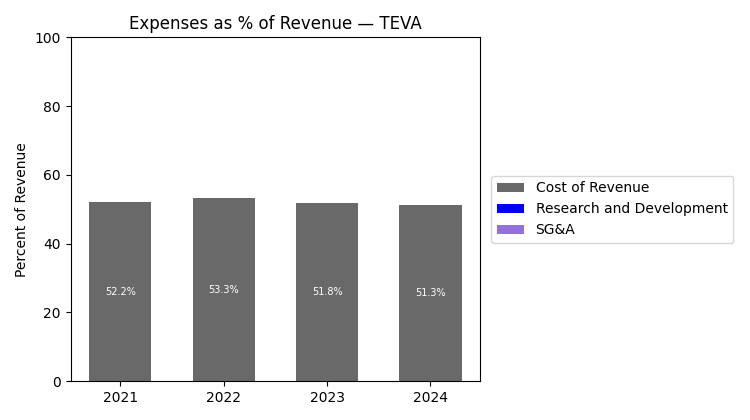 Expenses as % of Revenue — TEVA
Percent of Revenue
100
80
60
40
20
0
52.2%
53.3%
51.8%
51.3%
2021
2022
2023
2024
Cost of Revenue
Research and Development
SG&A